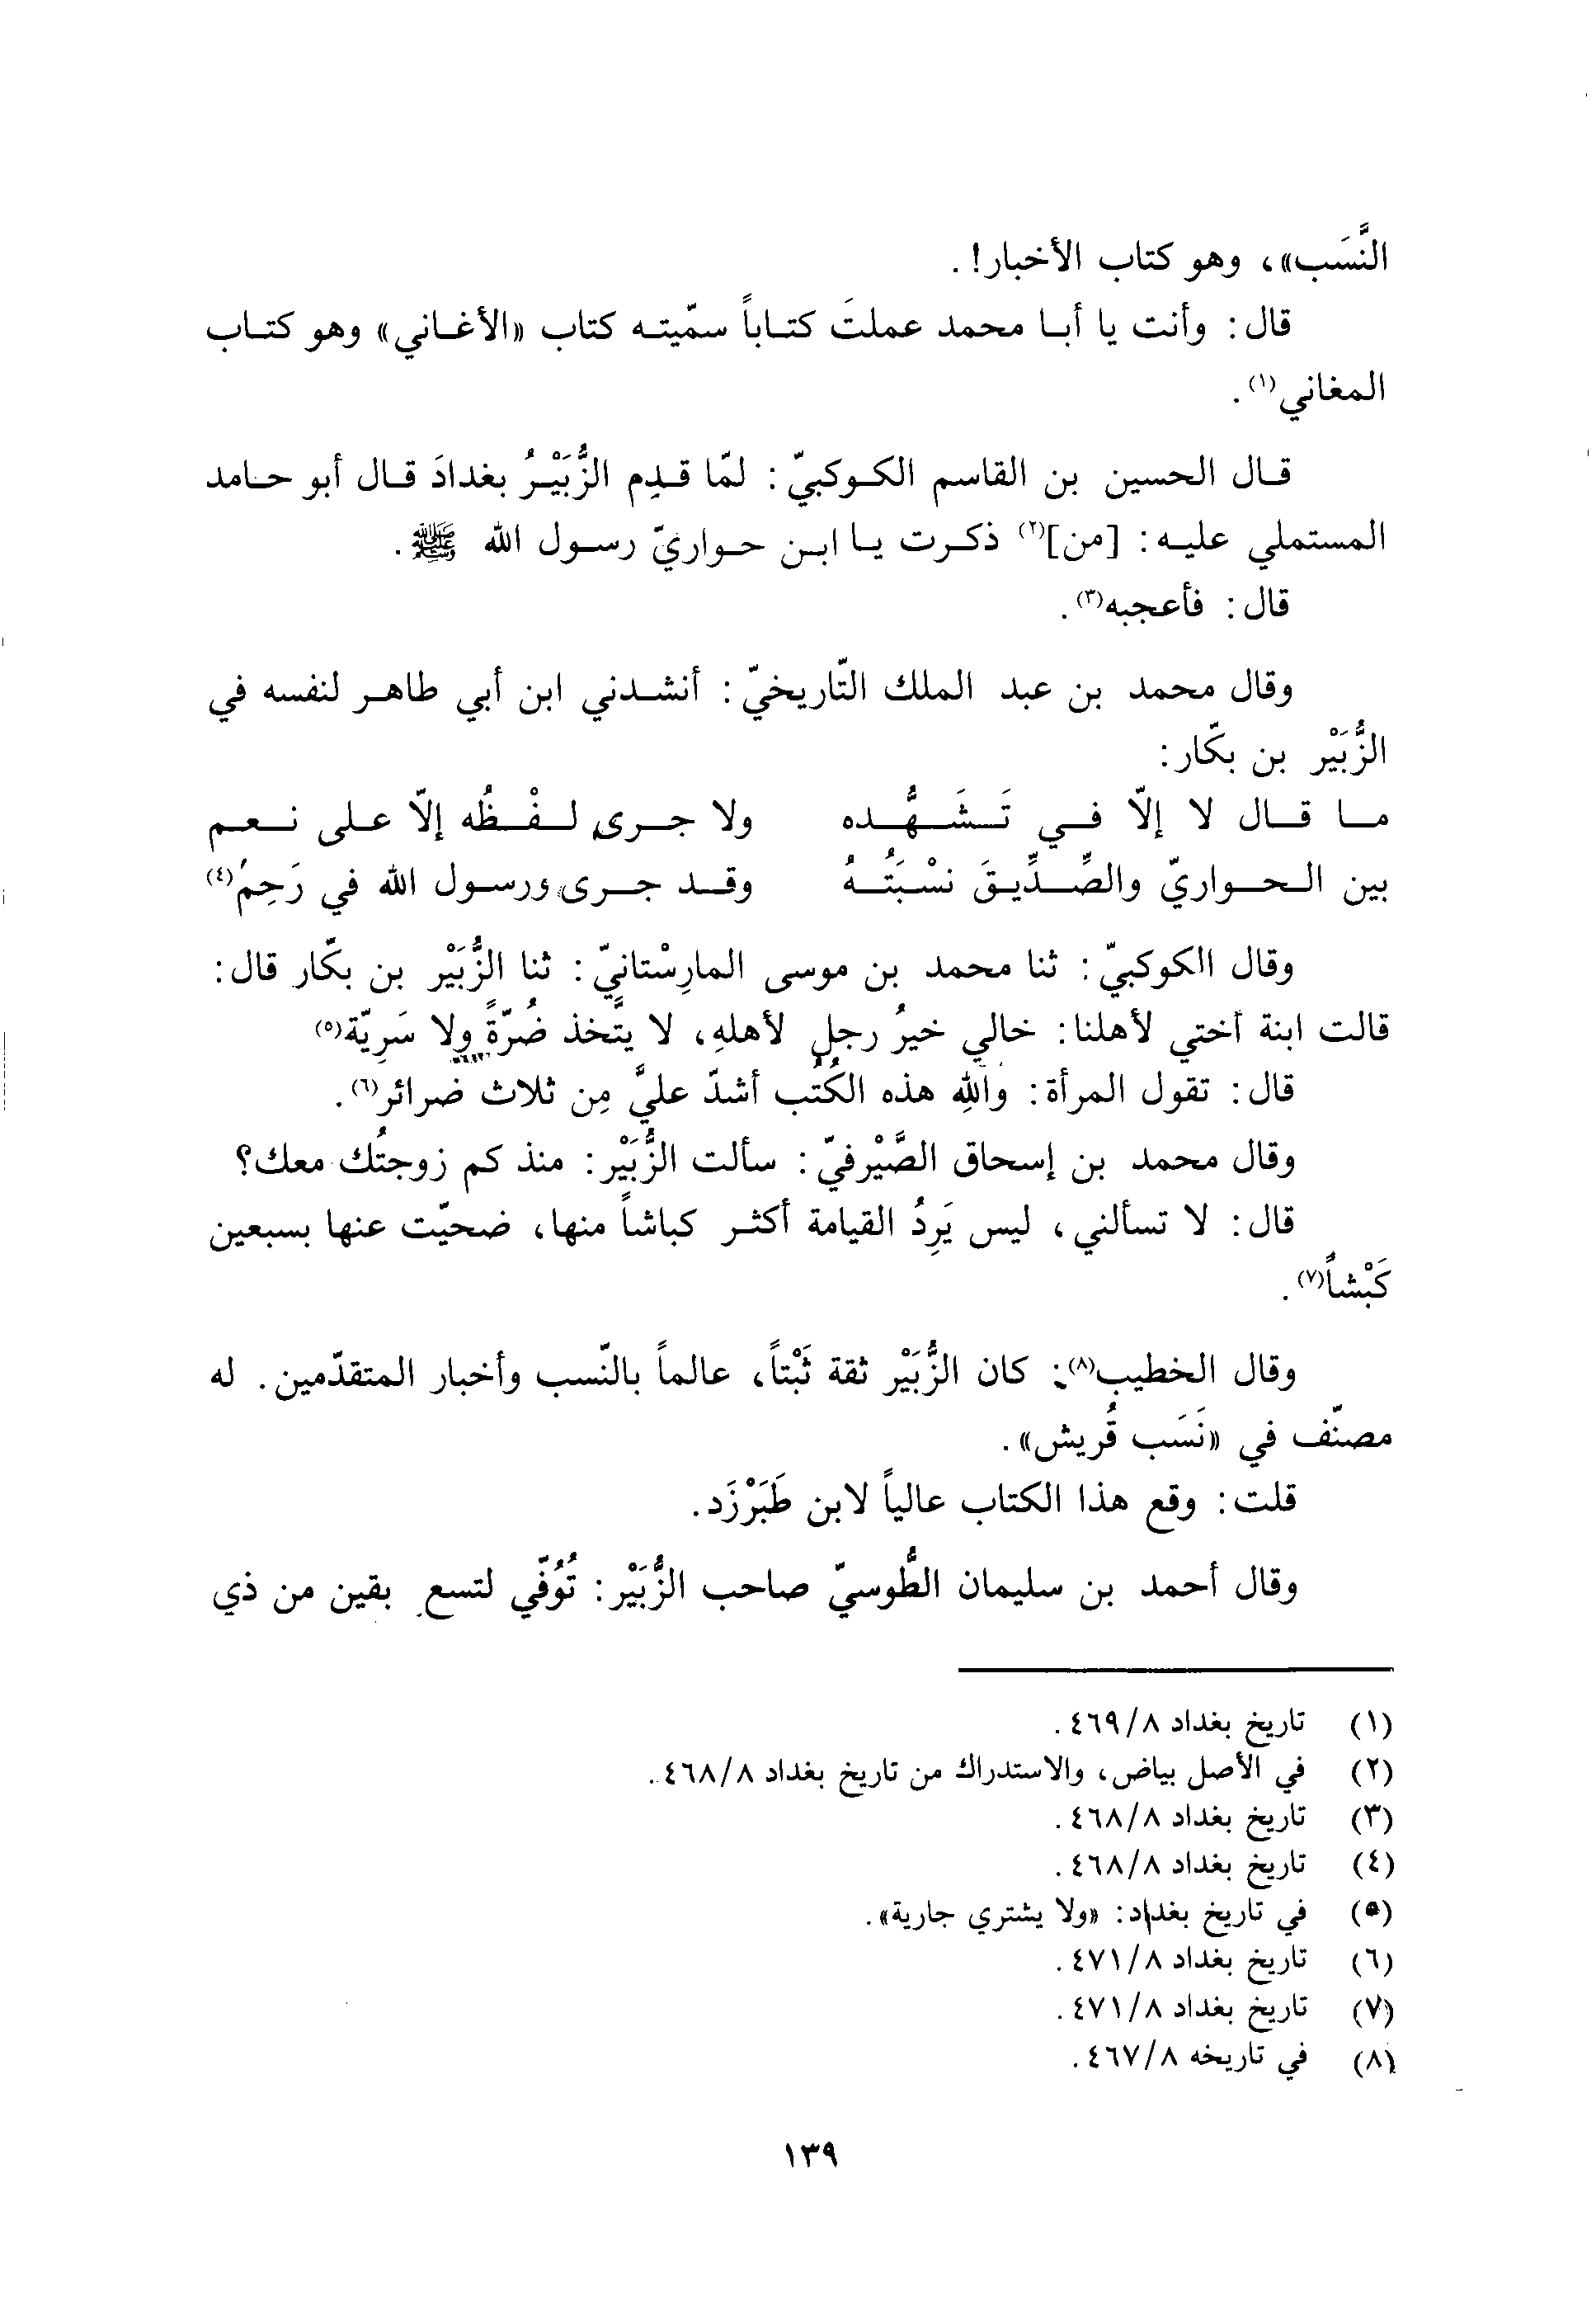 النَّسَب»، وهو كتاب الأخبار! .
قال: وأنت يا أبا محمد عملتَ كتاباً سمّيته كتاب «الأغاني» وهو كتاب
المغاني(١).
قال الحسين بن القاسم الكوكبيّ: لمّا قدِم الزُّبَيْرُ بغدادَ قال أبو حامد
المستملي عليه: [من](٢) ذكرت يا ابن حواريّ رسول الله ﷺ.
قال: فأعجبه(٣).
وقال محمد بن عبد الملك التّاريخيّ: أنشدني ابن أبي طاهر لنفسه في
الزُّبَيْر بن بكّار:
ما قال لا إلّا في تَشَهُّده ولا جرى لفْظُه إلّا على نعم
بين الحواريّ والصِّدِّيقَ نسْبَتُهُ وقد جرى ورسول الله في رَحِمُ(٤)
وقال الكوكبيّ: ثنا محمد بن موسى المارِسْتانيّ: ثنا الزُّبَيْر بن بكّار قال:
قالت ابنة أختي لأهلنا: خالي خيرُ رجلٍ لأهلهِ، لا يتَّخذ ضُرّةً ولا سَرِيّة(٥)
قال: تقول المرأة: واللهِ هذه الكُتُب أشدّ عليَّ مِن ثلاث ضرائر(٦).
وقال محمد بن إسحاق الصَّيْرفيّ: سألت الزُّبَيْر: منذ كم زوجتُك معك؟
قال: لا تسألني، ليس يَرِدُ القيامة أكثر كباشاً منها، ضحيّت عنها بسبعين
كَبْشاً(٧).
وقال الخطيب(٨): كان الزُّبَيْر ثقة ثَبْتاً، عالماً بالنّسب وأخبار المتقدّمين. له
مصنّف في «نَسَب قُريش».
قلت: وقع هذا الكتاب عالياً لابن طَبَرْزَد.
وقال أحمد بن سليمان الطُّوسيّ صاحب الزُّبَيْر: تُوُفّي لتسعٍ بقين من ذي
(١) تاريخ بغداد ٤٦٩/٨.
(٢) في الأصل بياض، والاستدراك من تاريخ بغداد ٤٦٨/٨.
(٣) تاريخ بغداد ٤٦٨/٨.
(٤) تاريخ بغداد ٤٦٨/٨.
(٥) في تاريخ بغداد: «ولا يشتري جارية».
(٦) تاريخ بغداد ٤٧١/٨.
(٧) تاريخ بغداد ٤٧١/٨.
(٨) في تاريخه ٤٦٧/٨.
١٣٩